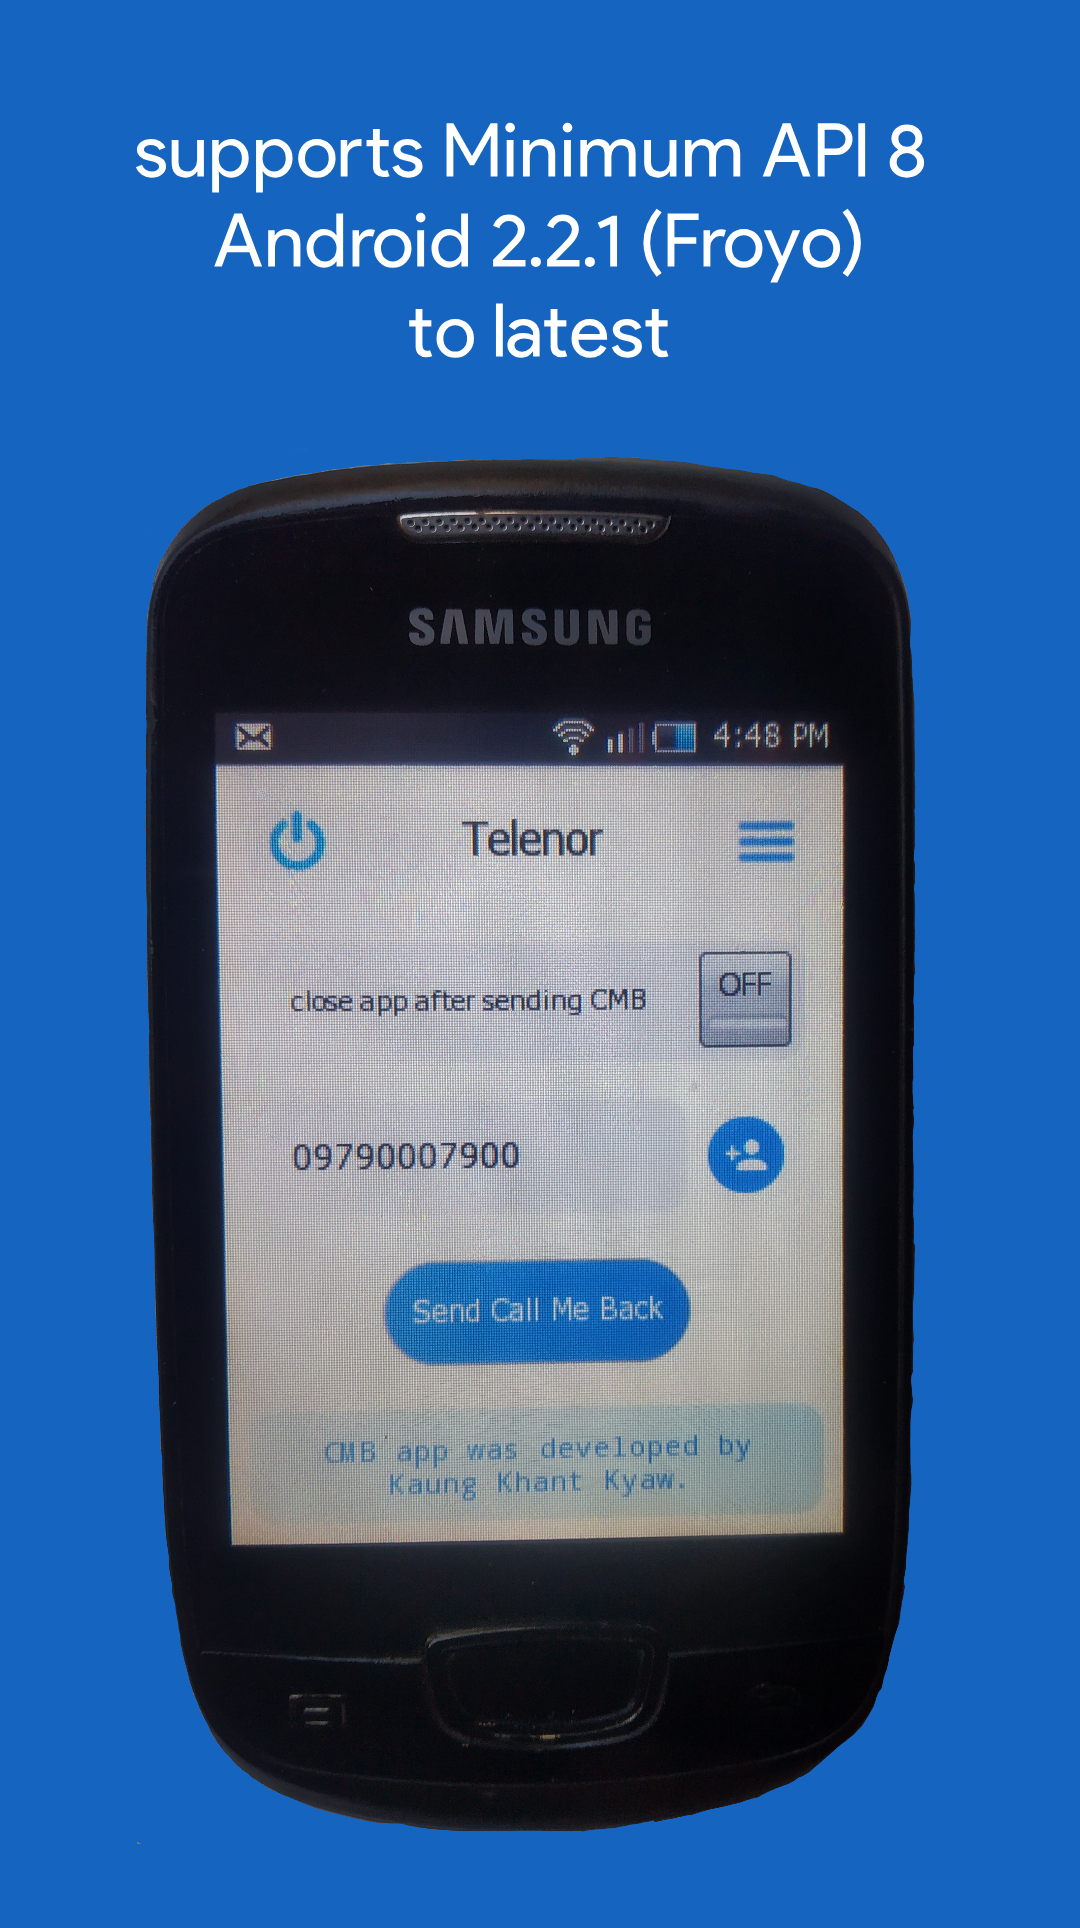 supports Minimum API 8
Android 2.2.1 (Froyo)
to latest
SAMSUNG
4:48 PM
Telenor
close app after sending CMB
OFF
09790007900
Send Call Me Back
CMB app was developed by
Kaung Khant Kyaw.